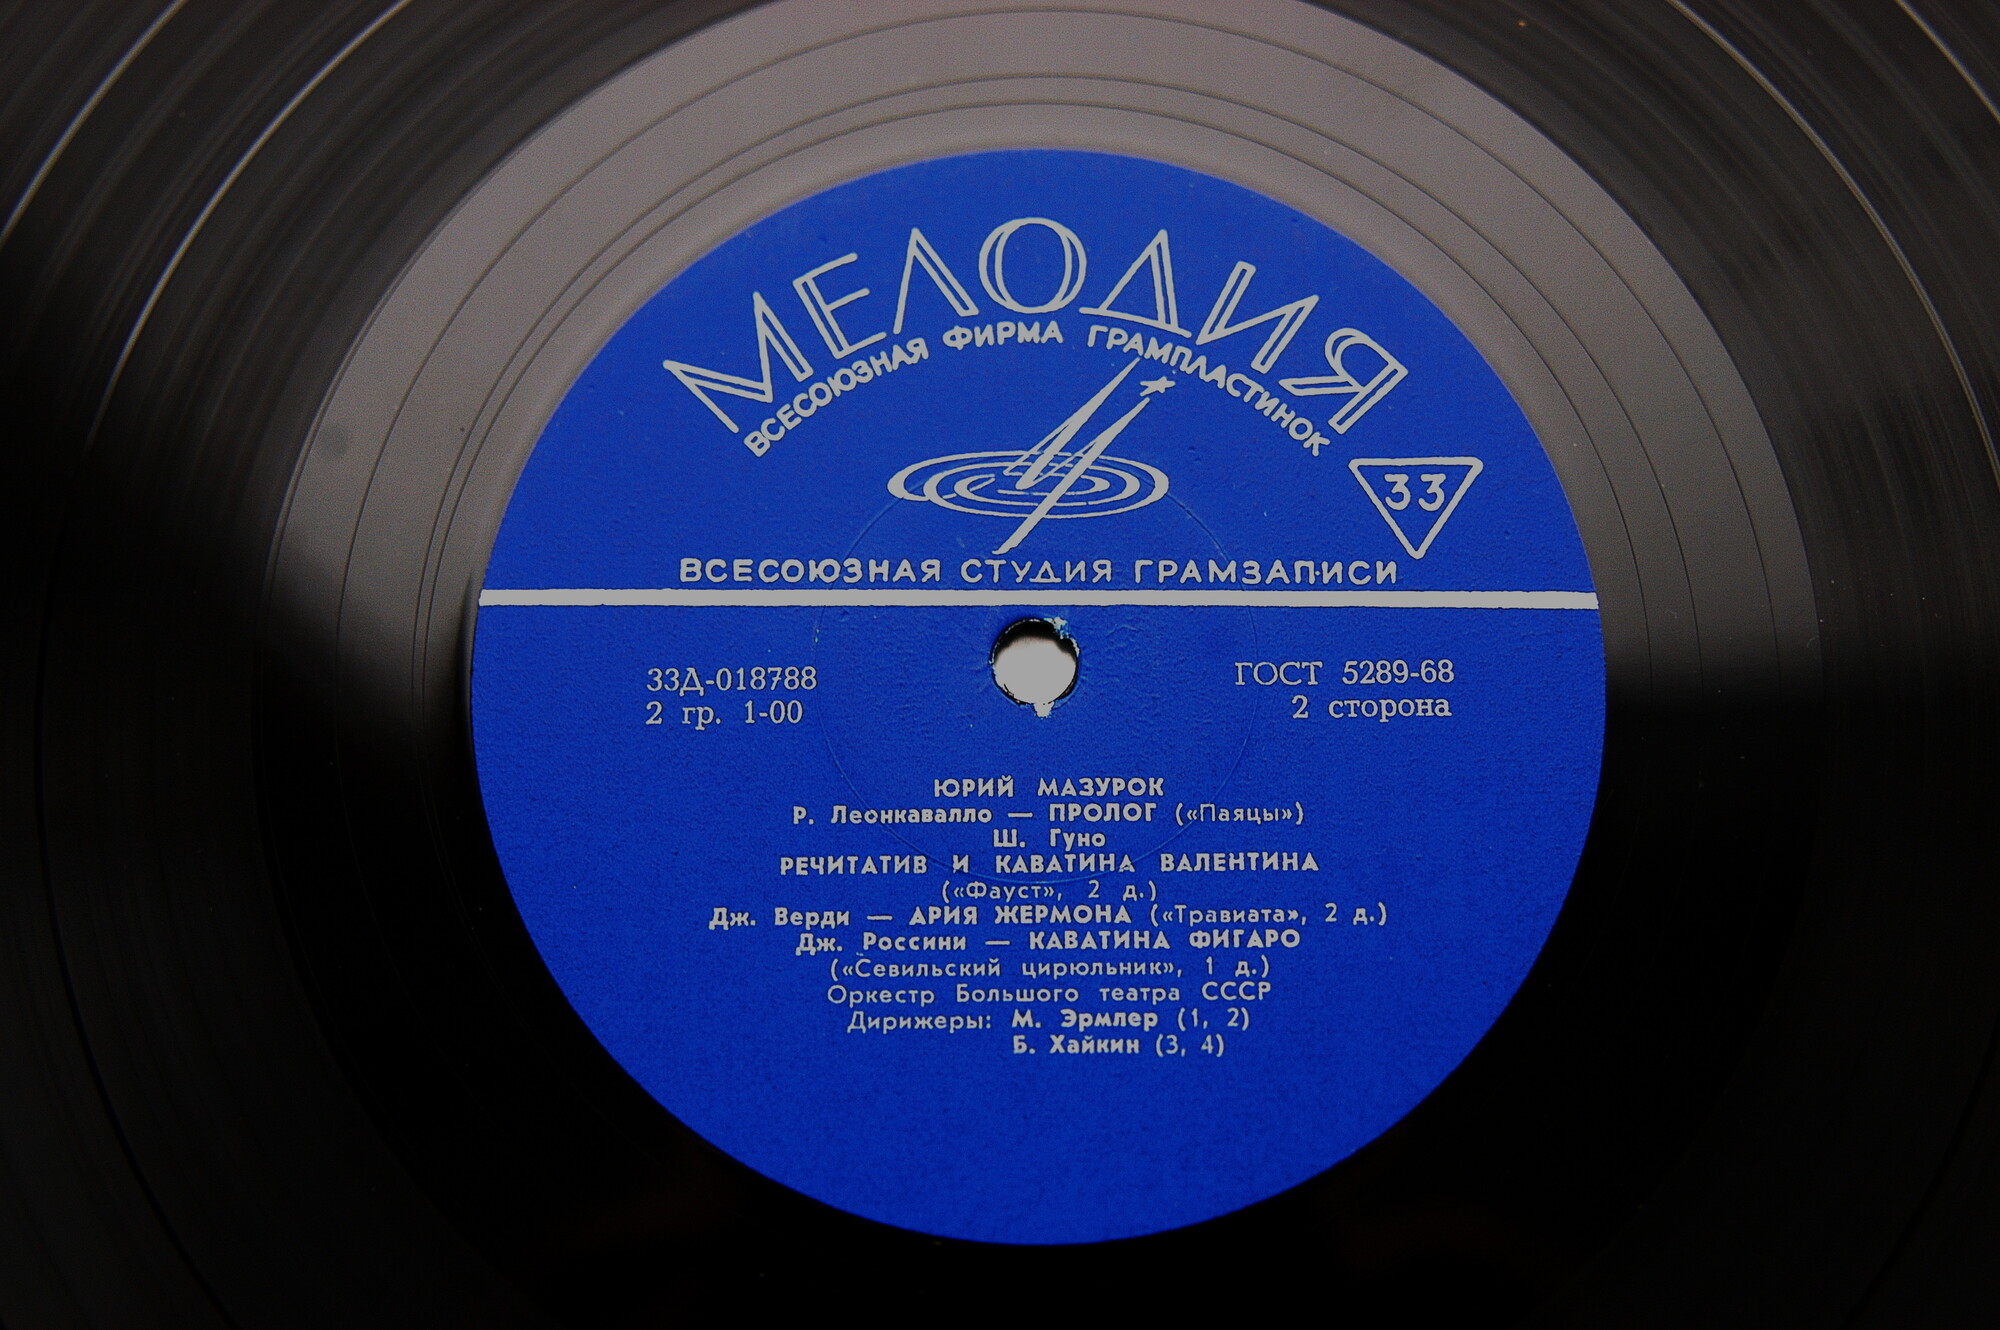 МЕЛОДИЯ
ВСЕСОЮЗНАЯ ФИРМА ГРАМПЛАСТИНОК
33
ВСЕСОЮЗНАЯ СТУДИЯ ГРАМЗАПИСИ
33Д-018788
ГОСТ 5289-68
2 гр. 1-00
2 сторона
ЮРИЙ МАЗУРОК
Р. Леонкавалло — ПРОЛОГ («Паяцы»)
Ш. Гуно
РЕЧИТАТИВ И КАВАТИНА ВАЛЕНТИНА
(«Фауст», 2 д.)
Дж. Верди — АРИЯ ЖЕРМОНА («Травиата», 2 д.)
Дж. Россини — КАВАТИНА ФИГАРО
(«Севильский цирюльник», 1 д.)
Оркестр Большого театра СССР
Дирижеры: М. Эрмлер (1, 2)
Б. Хайкин (3, 4)